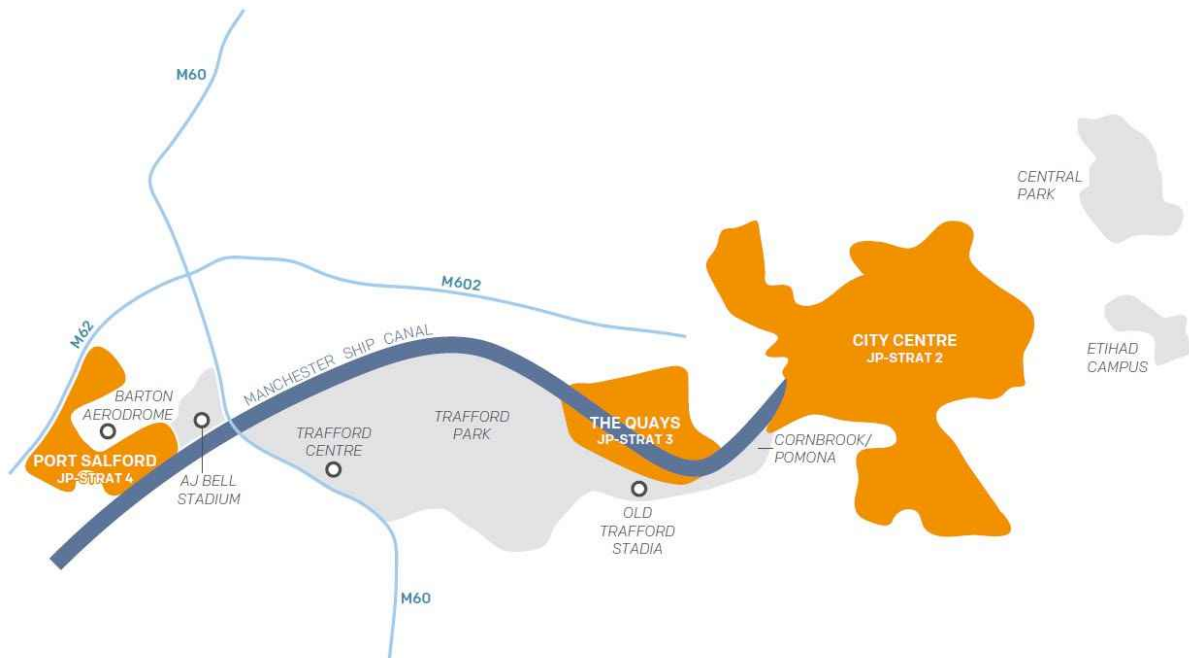 M60
CENTRAL
PARK
M602
M62
MANCHESTER SHIP CANAL
CITY CENTRE
JP-STRAT 2
ETIHAD
CAMPUS
BARTON
AERODROME
TRAFFORD
PARK
THE QUAYS
JP-STRAT 3
TRAFFORD
CENTRE
CORNBROOK/
POMONA
PORT SALFORD
JP-STRAT 4
AJ BELL
STADIUM
OLD
TRAFFORD
STADIA
M60